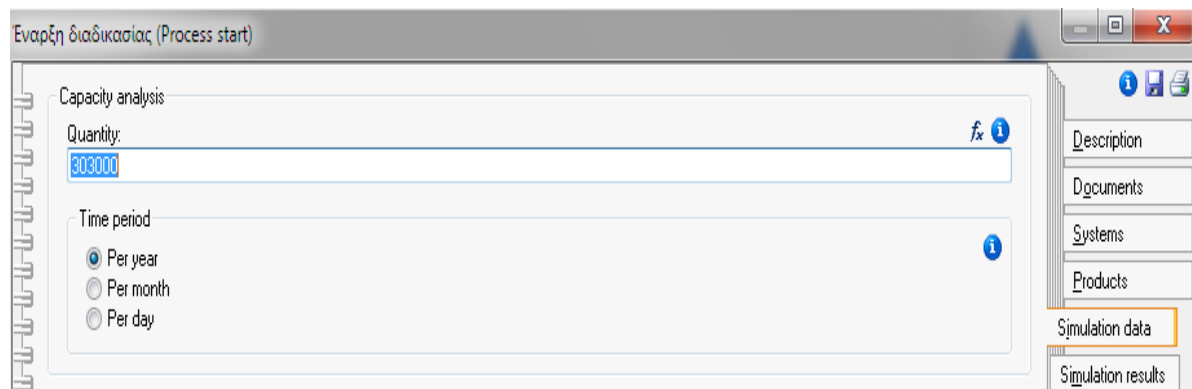 Έναρξη διαδικασίας (Process start)
Capacity analysis
Quantity:
fx
303000
Time period
Per year
Per month
Per day
Description
Documents
Systems
Products
Simulation data
Simulation results